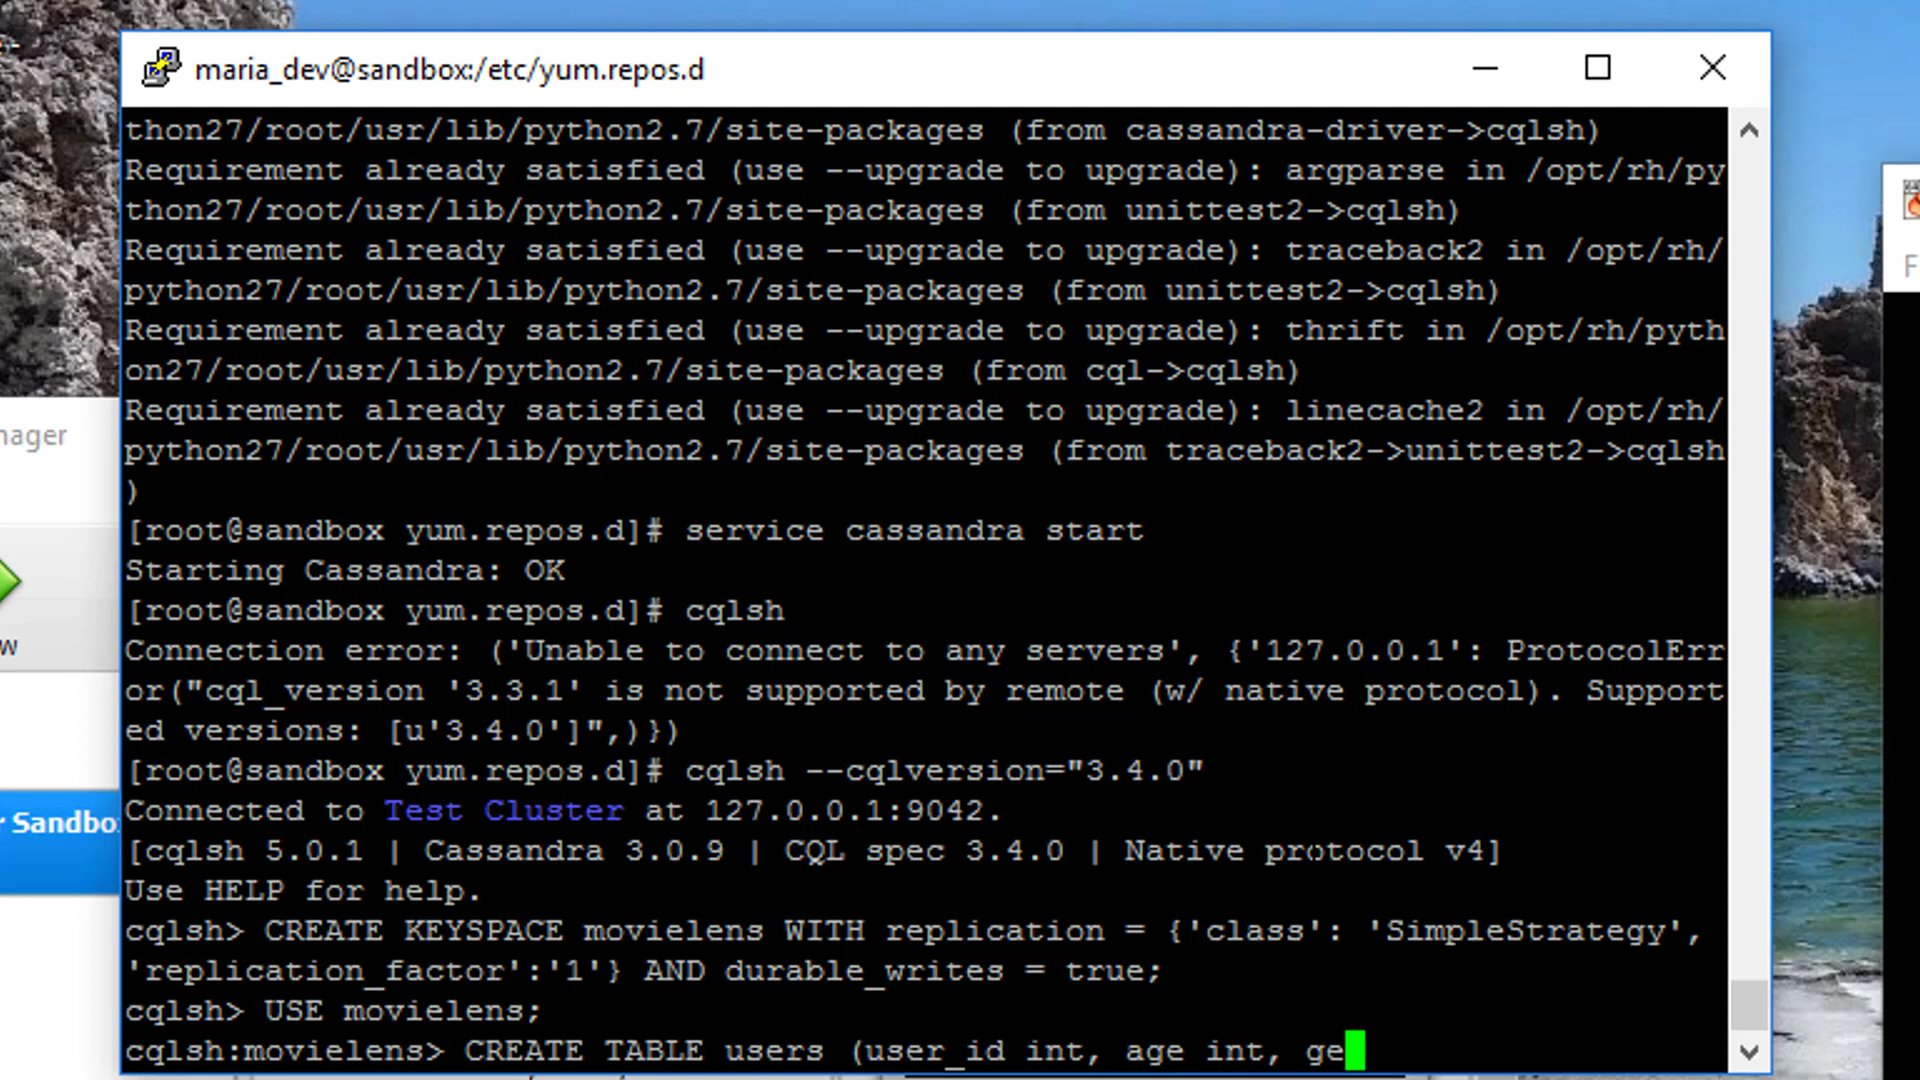 maria_dev@sandbox:/etc/yum.repos.d
thon27/root/usr/lib/python2.7/site-packages (from cassandra-driver->cqlsh)
Requirement already satisfied (use --upgrade to upgrade): argparse in /opt/rh/py
thon27/root/usr/lib/python2.7/site-packages (from unittest2->cqlsh)
Requirement already satisfied (use --upgrade to upgrade): traceback2 in /opt/rh/
python27/root/usr/lib/python2.7/site-packages (from unittest2->cqlsh)
Requirement already satisfied (use --upgrade to upgrade): thrift in /opt/rh/pyth
on27/root/usr/lib/python2.7/site-packages (from cql->cqlsh)
Requirement already satisfied (use --upgrade to upgrade): linecache2 in /opt/rh/
python27/root/usr/lib/python2.7/site-packages (from traceback2->unittest2->cqlsh
)
[root@sandbox yum.repos.d]# service cassandra start
Starting Cassandra: OK
[root@sandbox yum.repos.d]# cqlsh
Connection error: ('Unable to connect to any servers', {'127.0.0.1': ProtocolErr
or("cql_version '3.3.1' is not supported by remote (w/ native protocol). Support
ed versions: [u'3.4.0']",)})
[root@sandbox yum.repos.d]# cqlsh --cqlversion="3.4.0"
Connected to Test Cluster at 127.0.0.1:9042.
[cqlsh 5.0.1 | Cassandra 3.0.9 | CQL spec 3.4.0 | Native protocol v4]
Use HELP for help.
cqlsh> CREATE KEYSPACE movielens WITH replication = {'class': 'SimpleStrategy',
'replication_factor':'1'} AND durable_writes = true;
cqlsh> USE movielens;
cqlsh:movielens> CREATE TABLE users (user_id int, age int, ge
nager
w
r Sandbo
F